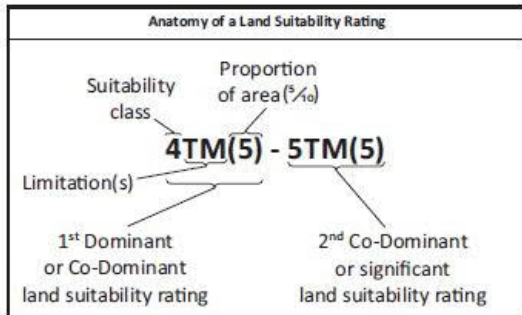 Anatomy of a Land Suitability Rating
Proportion
of area(⁵⁄₁₀)
Suitability
class
4TM(5) - 5TM(5)
Limitation(s)
1st Dominant
or Co-Dominant
land suitability rating
2nd Co-Dominant
or significant
land suitability rating